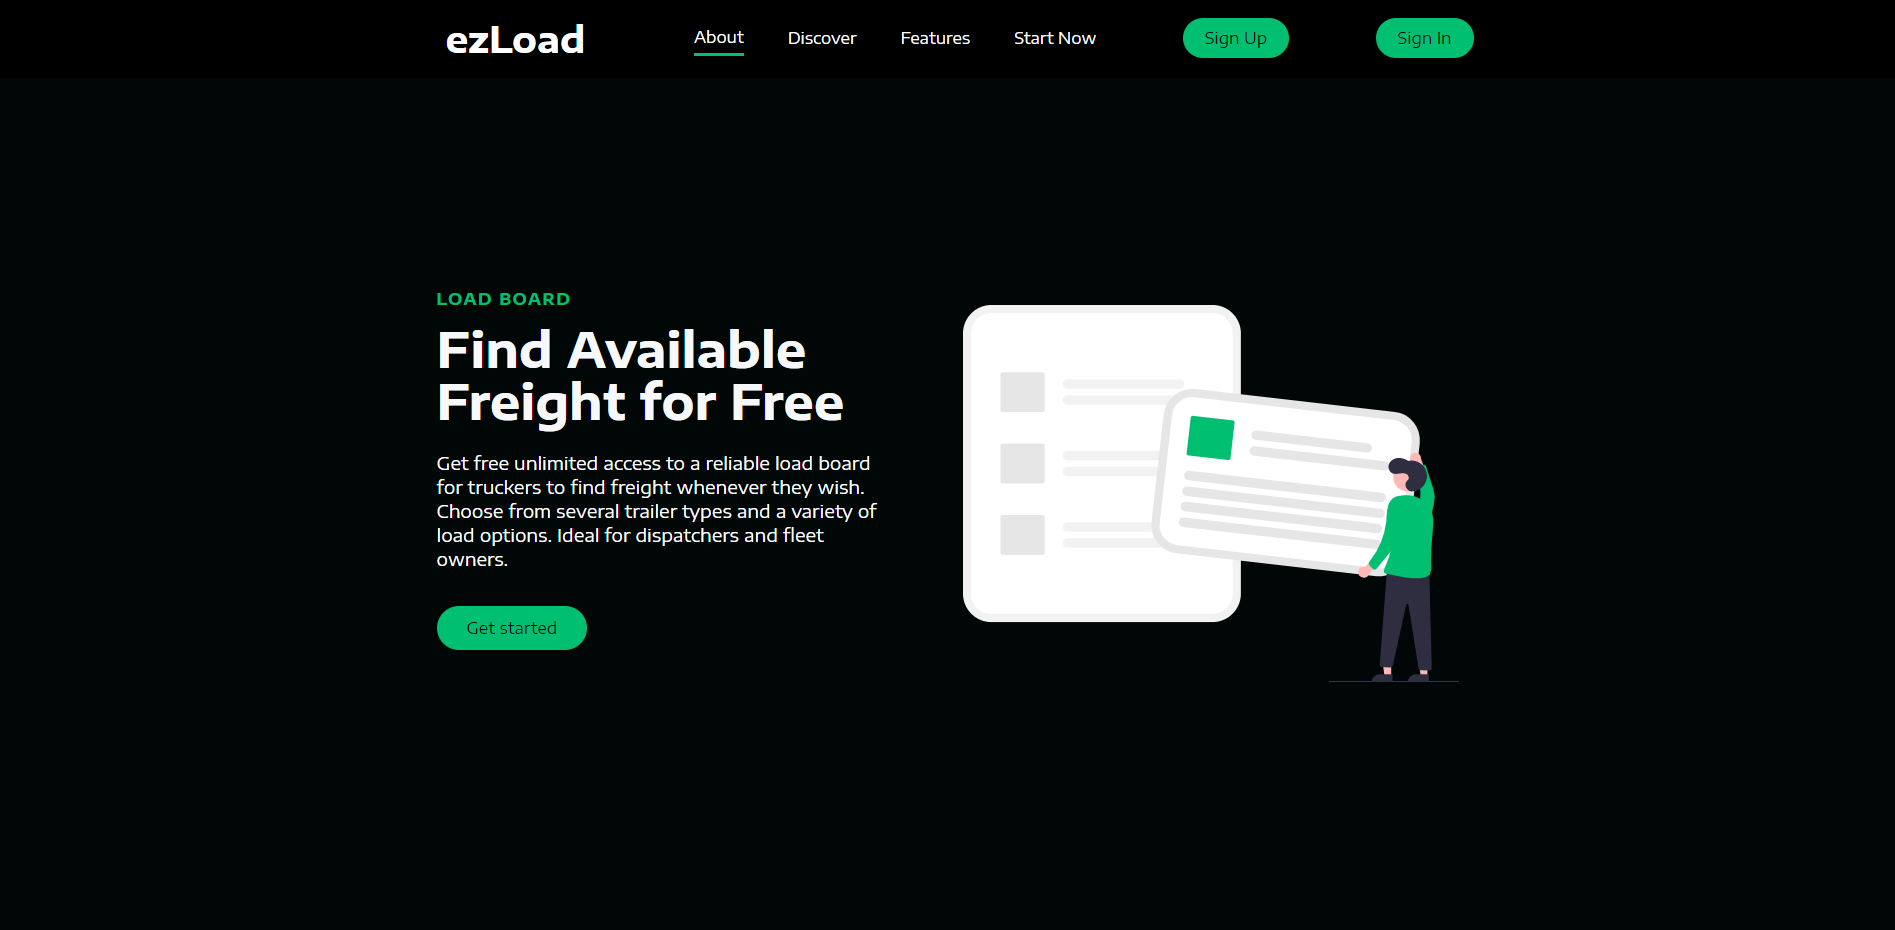 ezLoad
About
Discover
Features
Start Now
Sign Up
Sign In
LOAD BOARD
Find Available
Freight for Free
Get free unlimited access to a reliable load board
for truckers to find freight whenever they wish.
Choose from several trailer types and a variety of
load options. Ideal for dispatchers and fleet
owners.
Get started